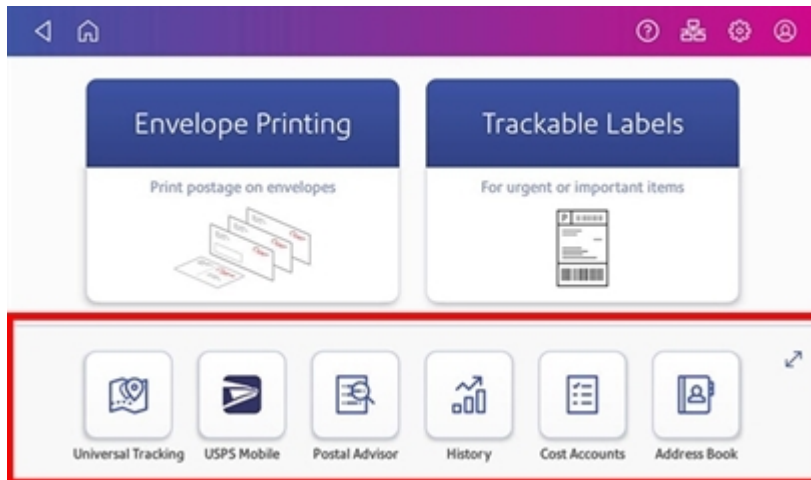 Envelope Printing
Trackable Labels
Print postage on envelopes
For urgent or important items
P
Universal Tracking
USPS Mobile
Postal Advisor
History
Cost Accounts
Address Book